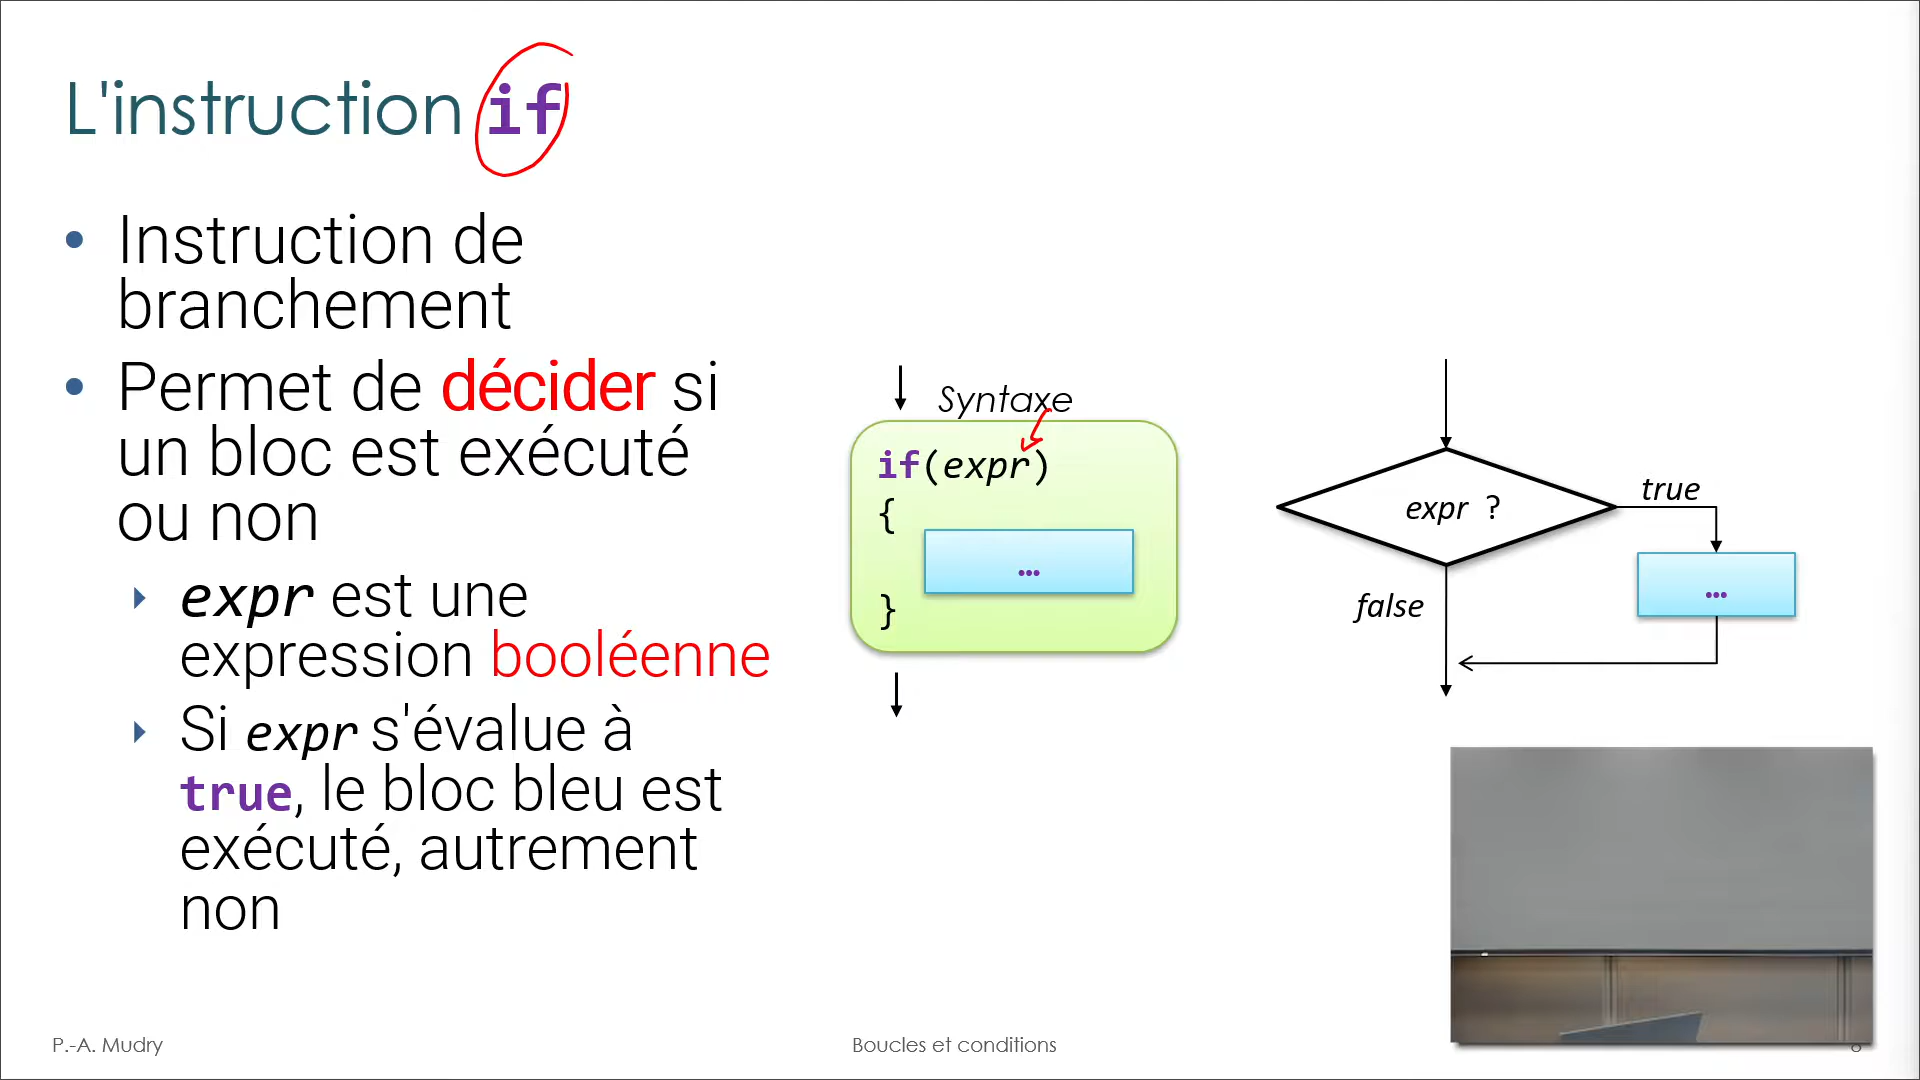 L'instruction if
• Instruction de
branchement
• Permet de décider si
un bloc est exécuté
ou non
‣ expr est une
expression booléenne
‣ Si expr s'évalue à
true, le bloc bleu est
exécuté, autrement
non
Syntaxe
if(expr)
{
...
}
expr ?
true
false
...
P.-A. Mudry
Boucles et conditions